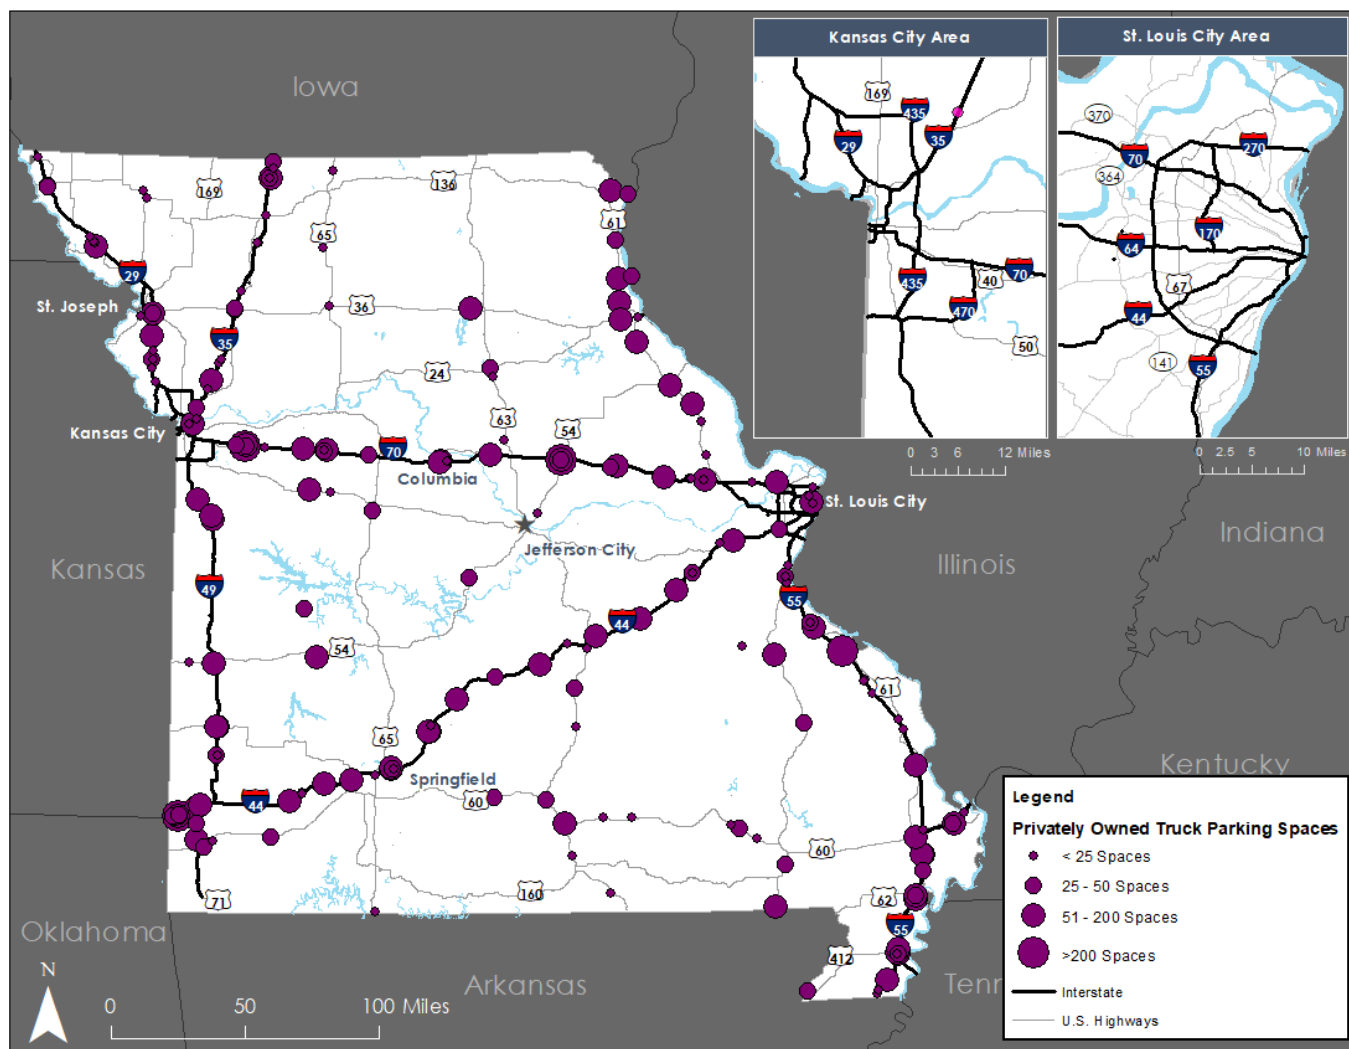 Kansas City Area
St. Louis City Area
Iowa
169
435
29
35
435
70
40
470
50
370
70
270
364
170
64
67
44
141
55
0 3 6 12 Miles
0 2.5 5 10 Miles
169
136
65
61
29
St. Joseph
36
35
24
63
54
Kansas City
70
Columbia
St. Louis City
Jefferson City
Indiana
Illinois
Kansas
49
55
44
54
61
65
Springfield
Kentucky
44
60
60
160
62
71
55
412
Oklahoma
Arkansas
Tenn
N
0 50 100 Miles
Legend
Privately Owned Truck Parking Spaces
< 25 Spaces
25 - 50 Spaces
51 - 200 Spaces
>200 Spaces
Interstate
U.S. Highways